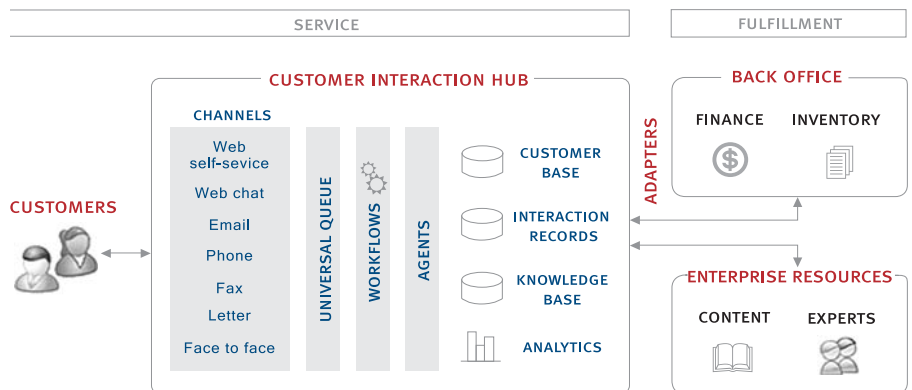 SERVICE
FULFILLMENT
CUSTOMER INTERACTION HUB
BACK OFFICE
CHANNELS
Web
self-sevice
Web chat
Email
Phone
Fax
Letter
Face to face
UNIVERSAL QUEUE
WORKFLOWS
AGENTS
CUSTOMER
BASE
INTERACTION
RECORDS
KNOWLEDGE
BASE
ANALYTICS
CUSTOMERS
ADAPTERS
FINANCE
INVENTORY
$
ENTERPRISE RESOURCES
CONTENT
EXPERTS